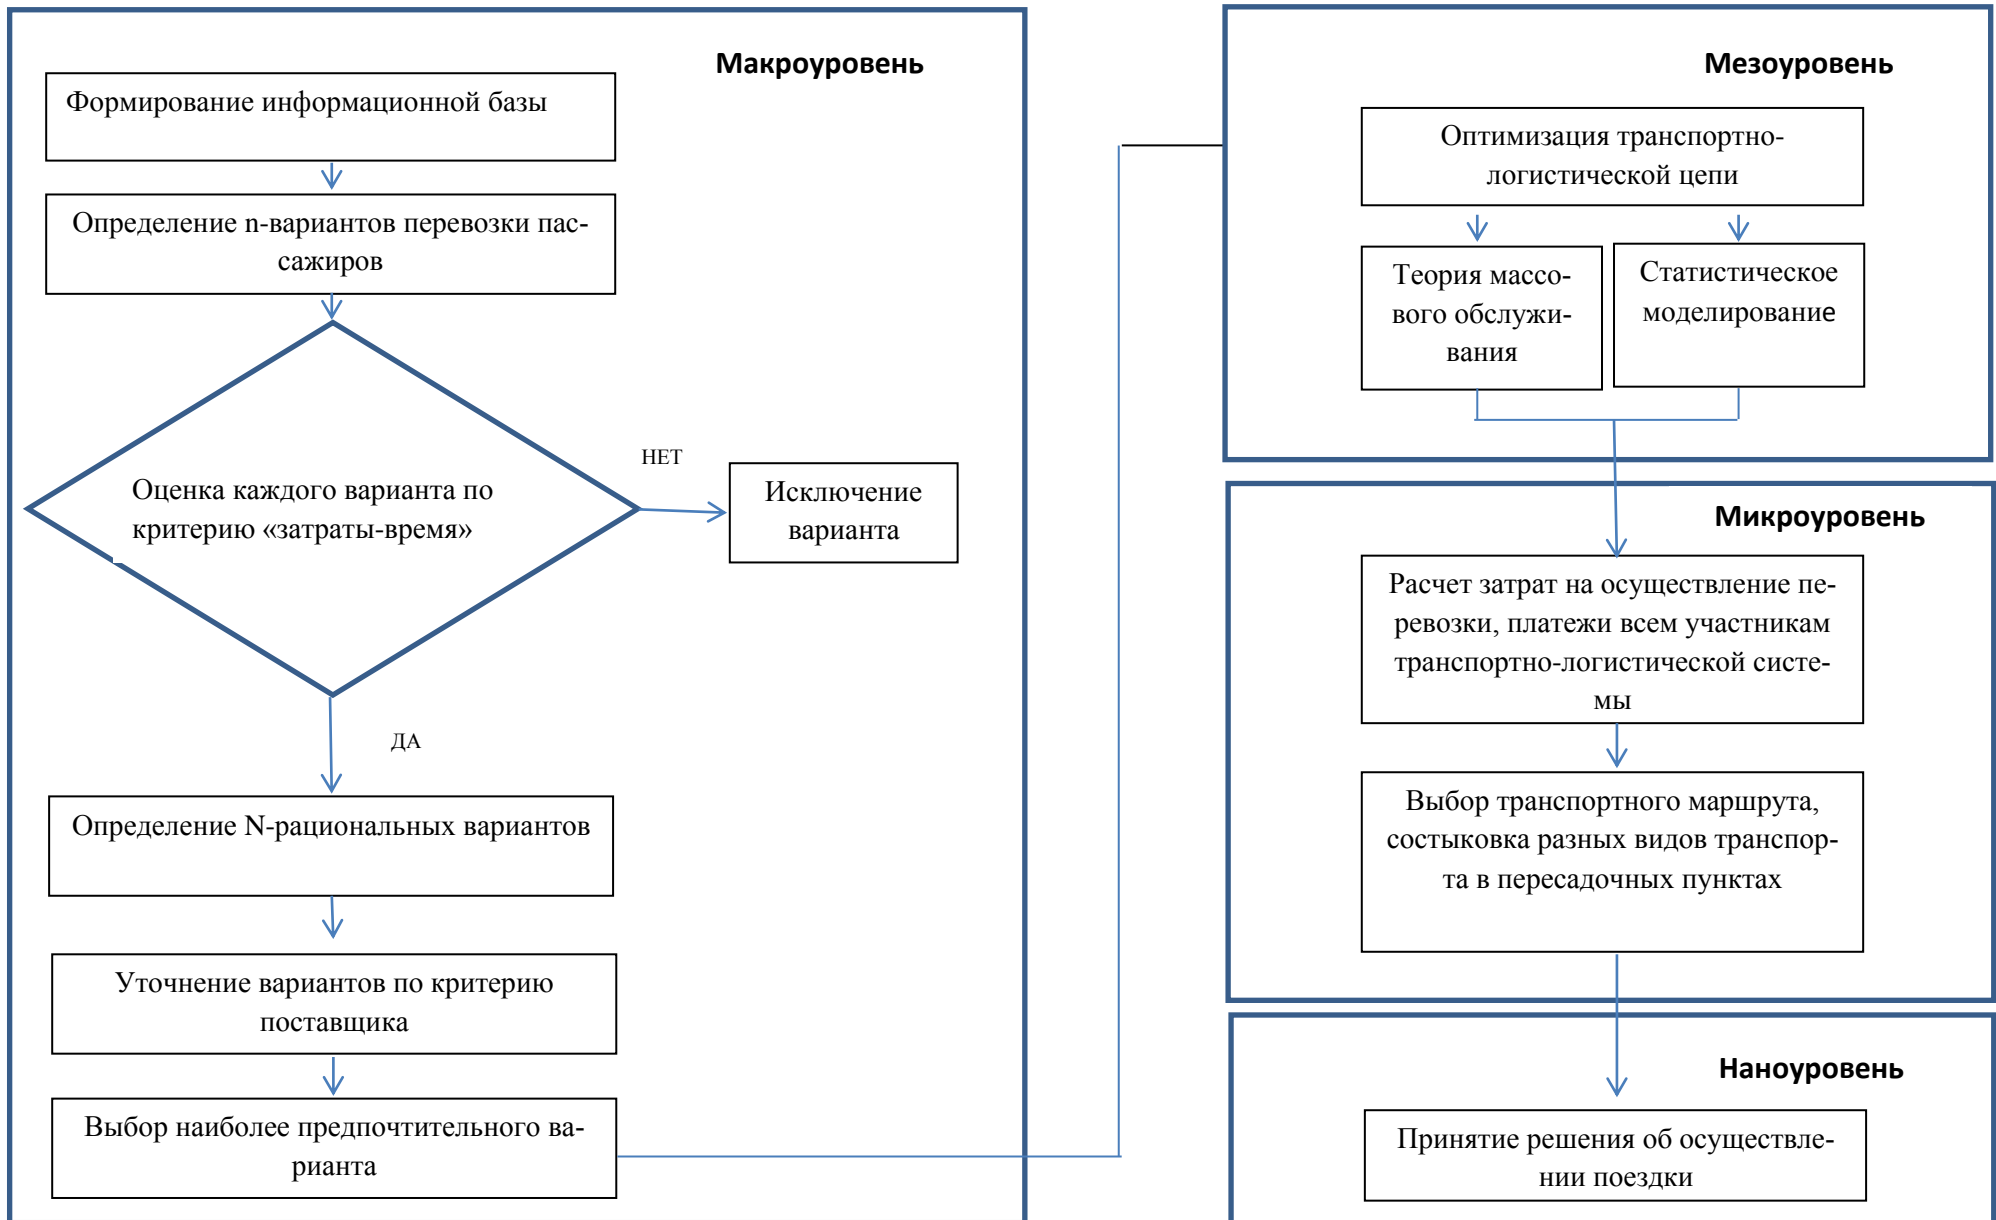 Макроуровень
Формирование информационной базы
Определение n-вариантов перевозки пас-
сажиров
Оценка каждого варианта по
критерию «затраты-время»
НЕТ
Исключение
варианта
ДА
Определение N-рациональных вариантов
Уточнение вариантов по критерию
поставщика
Выбор наиболее предпочтительного ва-
рианта
Мезоуровень
Оптимизация транспортно-
логистической цепи
Теория массо-
вого обслужи-
вания
Статистическое
моделирование
Микроуровень
Расчет затрат на осуществление пе-
ревозки, платежи всем участникам
транспортно-логистической систе-
мы
Выбор транспортного маршрута,
состыковка разных видов транспор-
та в пересадочных пунктах
Наноуровень
Принятие решения об осуществле-
нии поездки